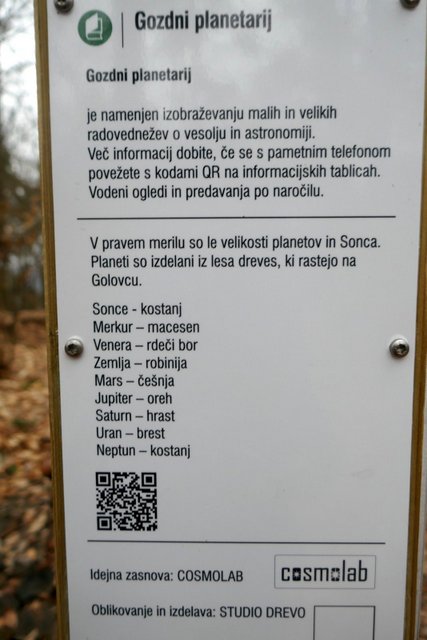 Gozdni planetarij
Gozdni planetarij
je namenjen izobraževanju malih in velikih
radovednežev o vesolju in astronomiji.
Več informacij dobite, če se s pametnim telefonom
povežete s kodami QR na informacijskih tablicah.
Vodeni ogledi in predavanja po naročilu.
V pravem merilu so le velikosti planetov in Sonca.
Planeti so izdelani iz lesa dreves, ki rastejo na
Golovcu.
Sonce - kostanj
Merkur – macesen
Venera – rdeči bor
Zemlja – robinija
Mars – češnja
Jupiter – oreh
Saturn – hrast
Uran – brest
Neptun – kostanj
Idejna zasnova: COSMOLAB
cosmolab
Oblikovanje in izdelava: STUDIO DREVO